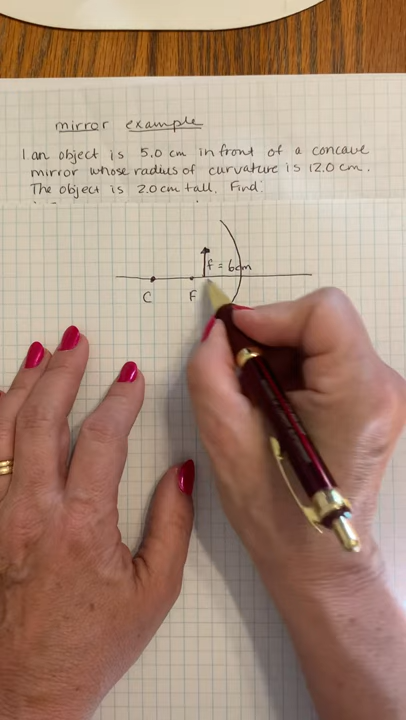 mirror example
1 an object is 5.0 cm in front of a concave
mirror whose radius of curvature is 12.0 cm.
The object is 2.0 cm tall. Find:
f = 6cm
C F